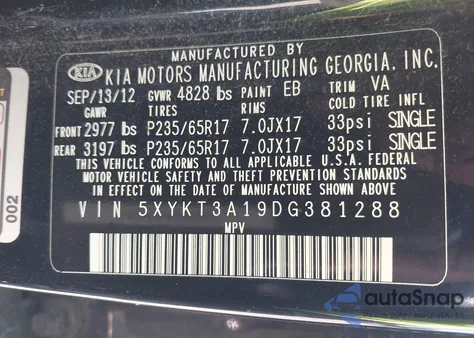 MANUFACTURED BY
KIA KIA MOTORS MANUFACTURING GEORGIA, INC.
SEP/13/12 GVWR 4828 lbs PAINT EB TRIM VA
GAWR TIRES RIMS COLD TIRE INFL
FRONT 2977 lbs P235/65R17 7.0JX17 33psi SINGLE
REAR 3197 lbs P235/65R17 7.0JX17 33psi SINGLE
THIS VEHICLE CONFORMS TO ALL APPLICABLE U.S.A. FEDERAL
MOTOR VEHICLE SAFETY AND THEFT PREVENTION STANDARDS
IN EFFECT ON THE DATE OF MANUFACTURE SHOWN ABOVE
VIN 5XYKT3A19DG381288
MPV
002
autaSnap